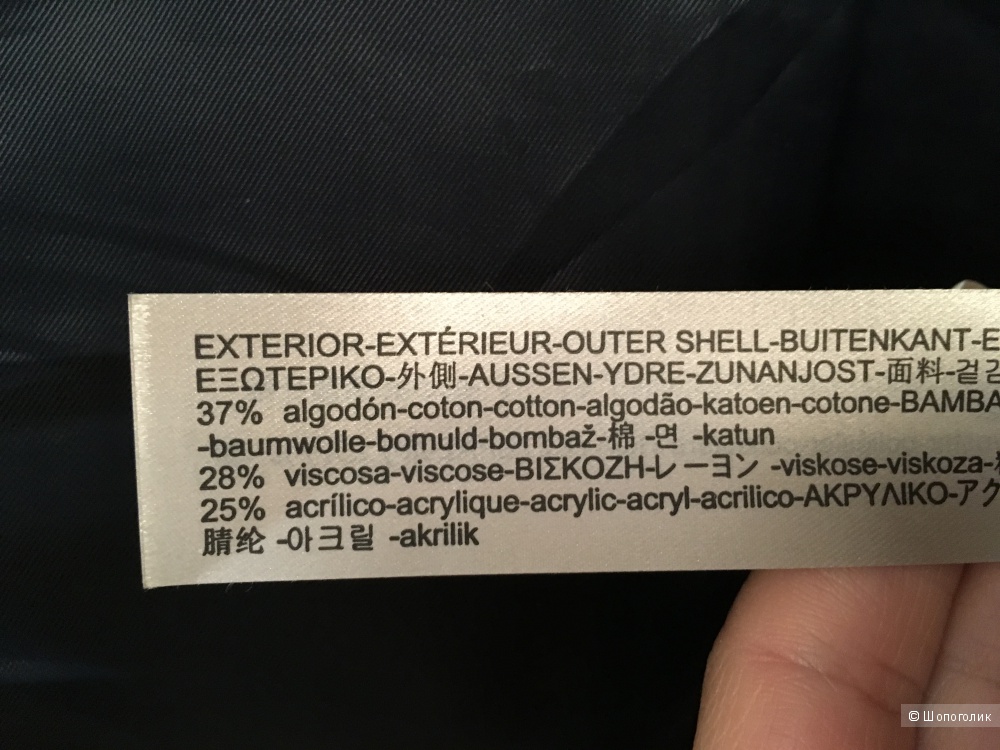 EXTERIOR-EXTÉRIEUR-OUTER SHELL-BUITENKANT-E
ΕΞΩΤΕΡΙΚΟ-外側-AUSSEN-YDRE-ZUNANJOST-面料-겉감
37% algodón-coton-cotton-algodão-katoen-cotone-BAMBA
-baumwolle-bomuld-bombaž-棉 -면 -katun
28% viscosa-viscose-ΒΙΣΚΟΖΗ-レーヨン -viskose-viskoza-
25% acrílico-acrylique-acrylic-acryl-acrilico-ΑΚΡΥΛΙΚΟ-アク
腈纶 -아크릴 -akrilik
© Шопоголик